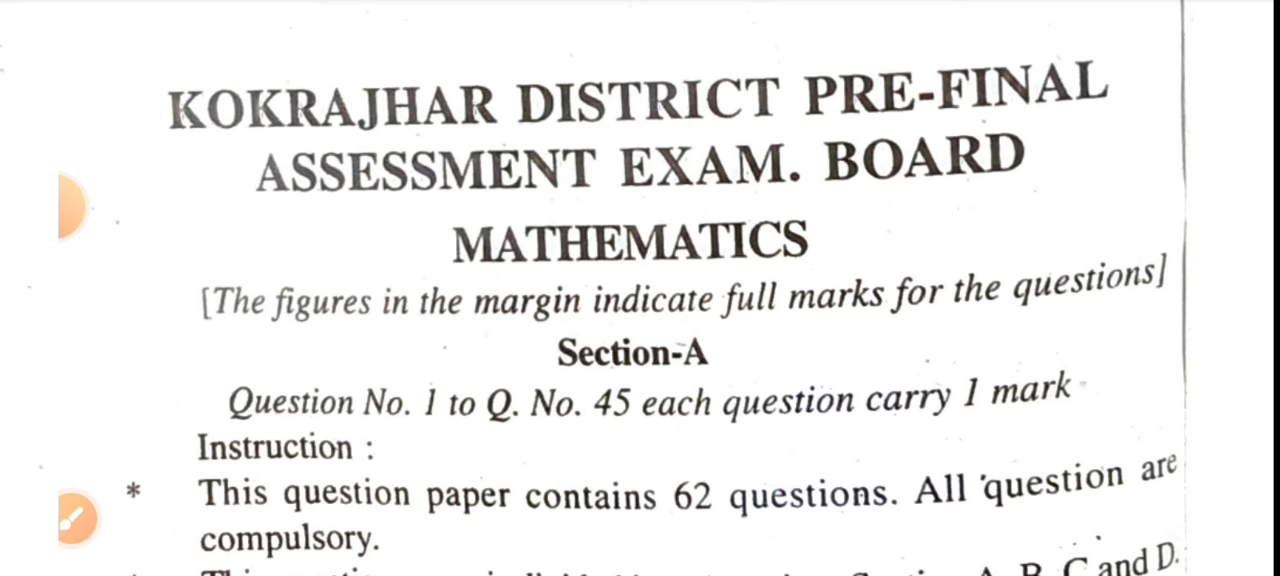 KOKRAJHAR DISTRICT PRE-FINAL
ASSESSMENT EXAM. BOARD
MATHEMATICS
[The figures in the margin indicate full marks for the questions]
Section-A
Question No. 1 to Q. No. 45 each question carry 1 mark
Instruction :
* This question paper contains 62 questions. All question are
compulsory.
A, B, C and D.